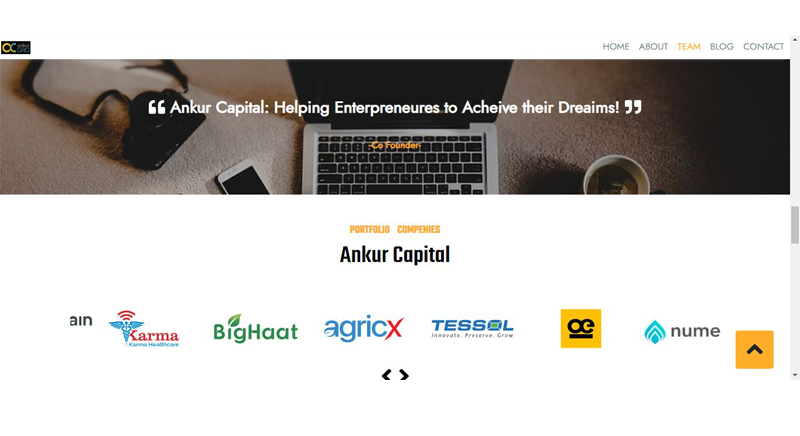 HOME ABOUT TEAM BLOG CONTACT
Ankur Capital: Helping Enterpreneures to Acheive their Dreaims!
-Co Founder-
PORTFOLIO COMPENIES
Ankur Capital
ain
Karma
Karma Healthcare
BigHaat
agricx
TESSOL
Innovate. Preserve. Grow
nume